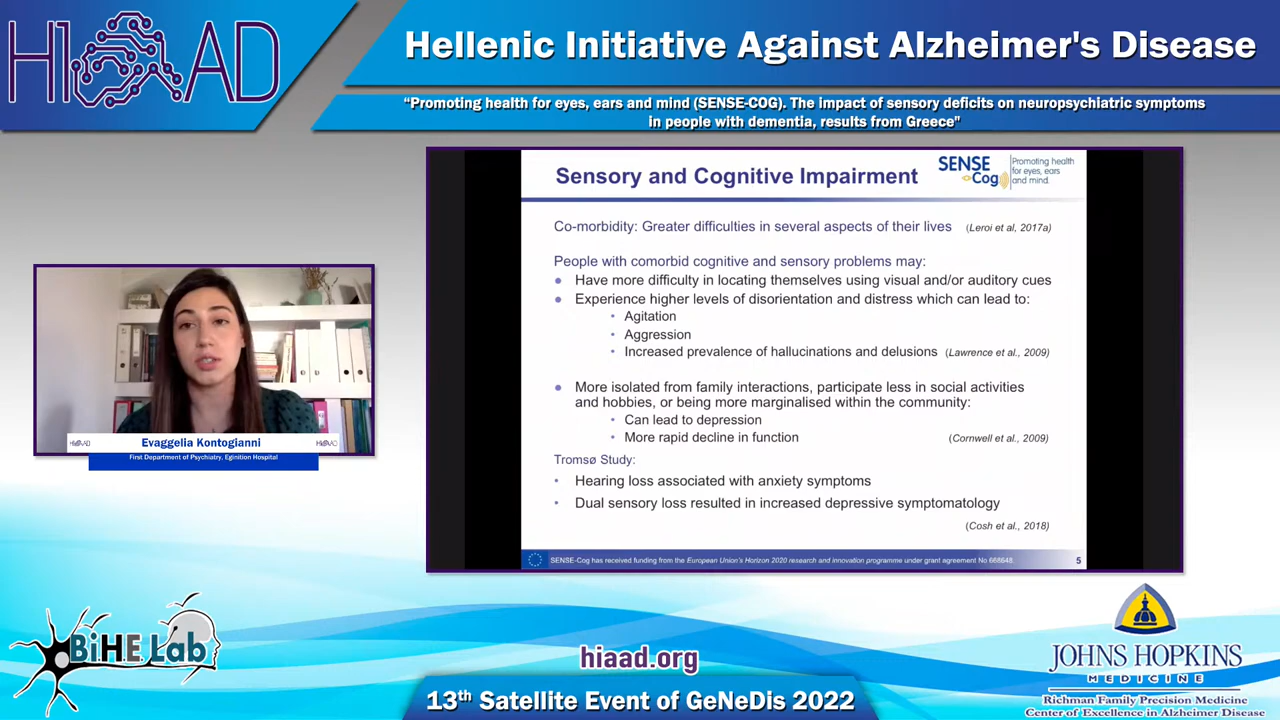 HIAAD
Hellenic Initiative Against Alzheimer's Disease
“Promoting health for eyes, ears and mind (SENSE-COG). The impact of sensory deficits on neuropsychiatric symptoms
in people with dementia, results from Greece”
Sensory and Cognitive Impairment
SENSE
Cog
Promoting health
for eyes, ears
and mind.
Co-morbidity: Greater difficulties in several aspects of their lives (Leroi et al, 2017a)
People with comorbid cognitive and sensory problems may:
● Have more difficulty in locating themselves using visual and/or auditory cues
● Experience higher levels of disorientation and distress which can lead to:
• Agitation
• Aggression
• Increased prevalence of hallucinations and delusions (Lawrence et al., 2009)
● More isolated from family interactions, participate less in social activities
and hobbies, or being more marginalised within the community:
• Can lead to depression
• More rapid decline in function (Cornwell et al., 2009)
Tromsø Study:
• Hearing loss associated with anxiety symptoms
• Dual sensory loss resulted in increased depressive symptomatology
(Cosh et al., 2018)
SENSE-Cog has received funding from the European Union's Horizon 2020 research and innovation programme under grant agreement No 668648
5
HIAAD
Evaggelia Kontogianni
HIAAD
First Department of Psychiatry, Eginition Hospital
BiHE Lab
hiaad.org
13th Satellite Event of GeNeDis 2022
JOHNS HOPKINS
MEDICINE
Richman Family Precision Medicine
Center of Excellence in Alzheimer Disease